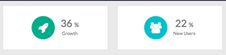 36 %
Growth
22 %
New Users